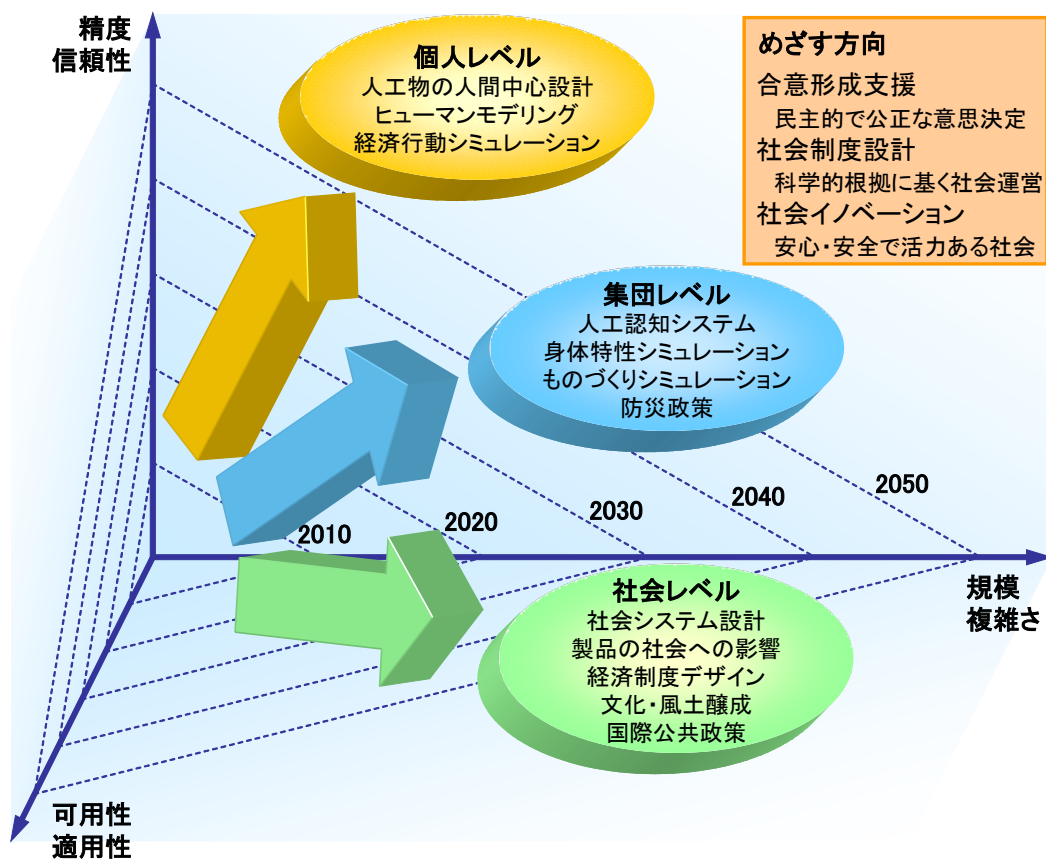 精度
信頼性
個人レベル
人工物の人間中心設計
ヒューマンモデリング
経済行動シミュレーション
めざす方向
合意形成支援
民主的で公正な意思決定
社会制度設計
科学的根拠に基く社会運営
社会イノベーション
安心・安全で活力ある社会
集団レベル
人工認知システム
身体特性シミュレーション
ものづくりシミュレーション
防災政策
2010
2020
2030
2040
2050
規模
複雑さ
社会レベル
社会システム設計
製品の社会への影響
経済制度デザイン
文化・風土醸成
国際公共政策
可用性
適用性